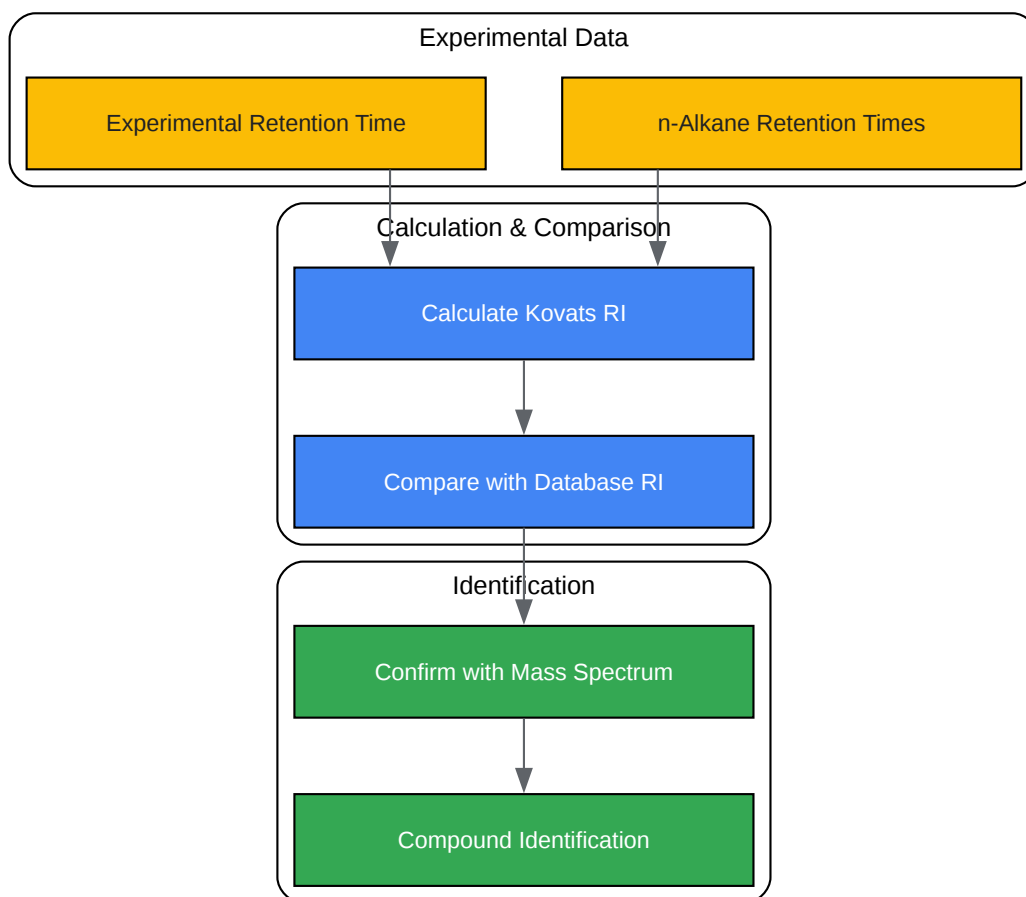 Experimental Data
Experimental Retention Time
n-Alkane Retention Times
Calculation & Comparison
Calculate Kovats RI
Compare with Database RI
Identification
Confirm with Mass Spectrum
Compound Identification